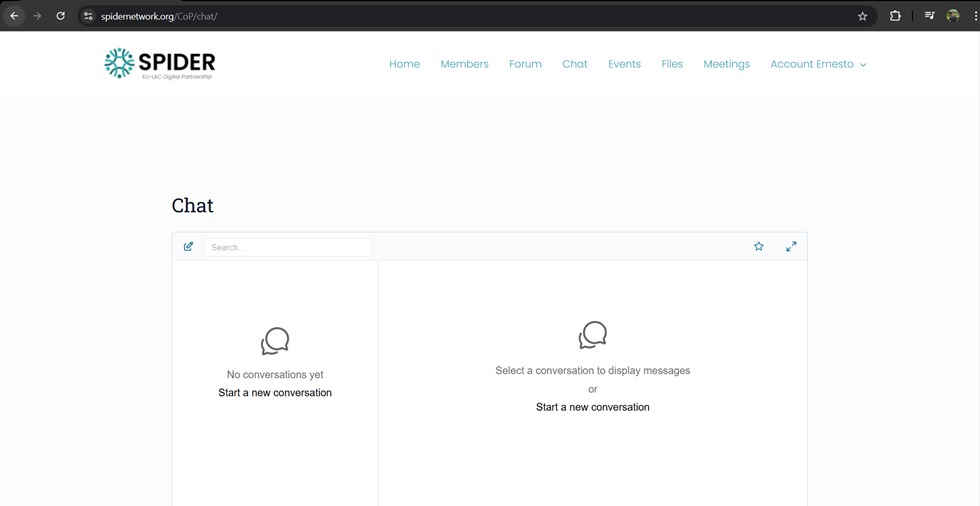 spidernetwork.org/CoP/chat/
SPIDER
EU-LAC Digital Partnership
Home Members Forum Chat Events Files Meetings Account Ernesto
Chat
Search...
No conversations yet
Start a new conversation
Select a conversation to display messages
or
Start a new conversation